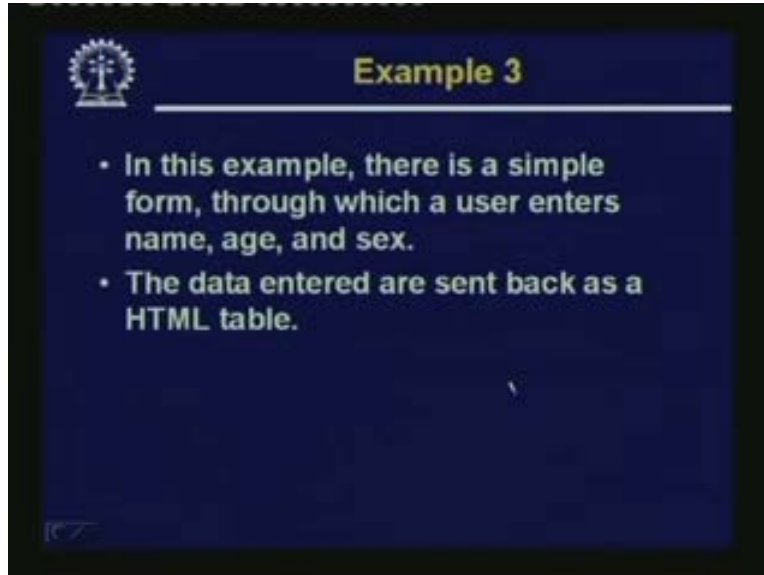 Example 3
• In this example, there is a simple
form, through which a user enters
name, age, and sex.
• The data entered are sent back as a
HTML table.